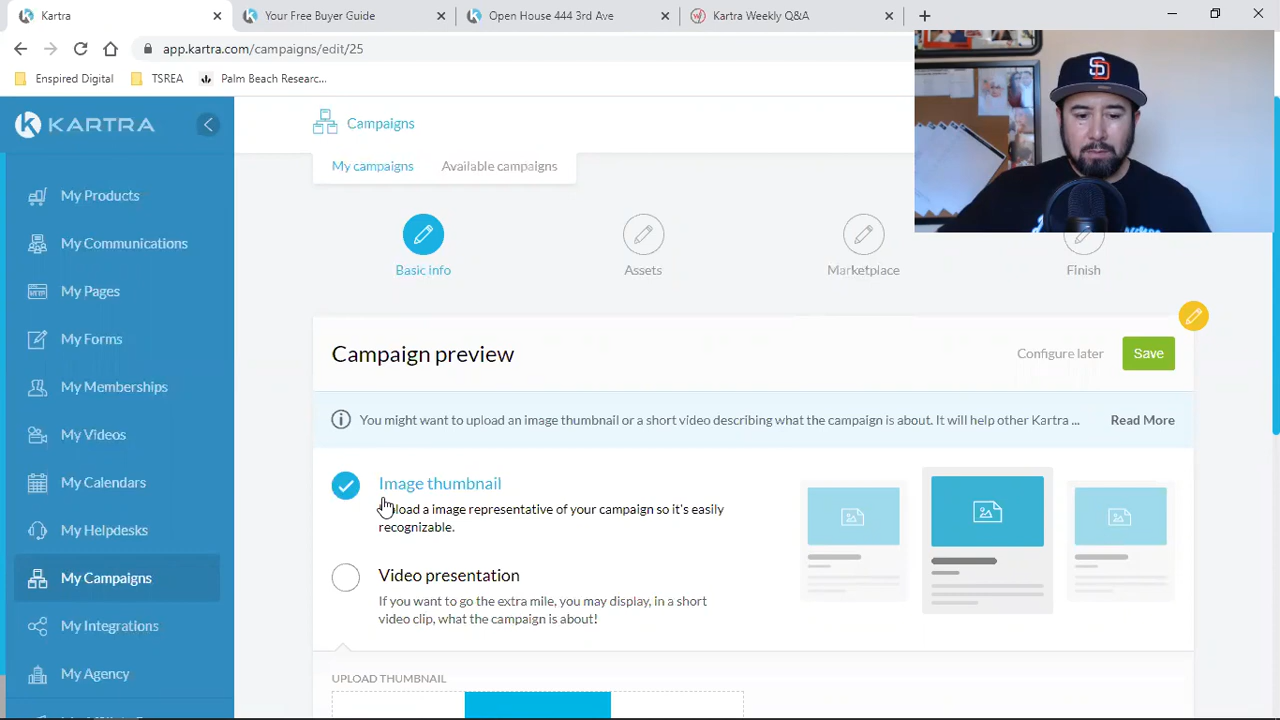 Kartra
Your Free Buyer Guide
Open House 444 3rd Ave
Kartra Weekly Q&A
app.kartra.com/campaigns/edit/25
Enspired Digital
TSREA
Palm Beach Researc...
KARTRA
Campaigns
My campaigns
Available campaigns
My Products
My Communications
My Pages
My Forms
My Memberships
My Videos
My Calendars
My Helpdesks
My Campaigns
My Integrations
My Agency
Basic info
Assets
Marketplace
Finish
Campaign preview
Configure later
Save
You might want to upload an image thumbnail or a short video describing what the campaign is about. It will help other Kartra ...
Read More
Image thumbnail
Upload a image representative of your campaign so it's easily
recognizable.
Video presentation
If you want to go the extra mile, you may display, in a short
video clip, what the campaign is about!
UPLOAD THUMBNAIL